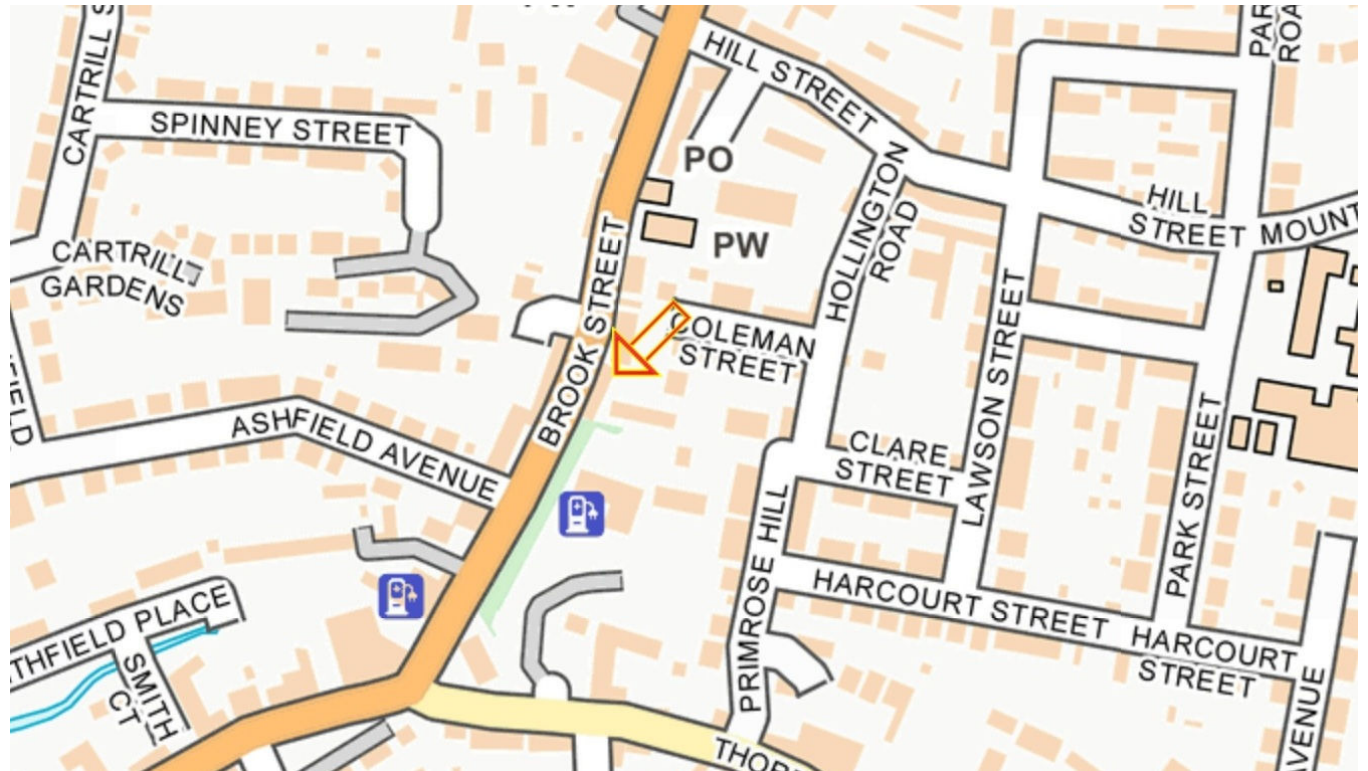 HILL STREET
SPINNEY STREET
PO
HOLLINGTON
ROAD
HILL
STREET
MOUNT
PW
CARTRILL
GARDENS
BROOK STREET
COLEMAN
STREET
LAWSON STREET
ASHFIELD AVENUE
CLARE
STREET
PARK STREET
PRIMROSE HILL
HARCOURT STREET
HARCOURT
STREET
PLACE
SMITH
CT
AVENUE
CARTRILL S